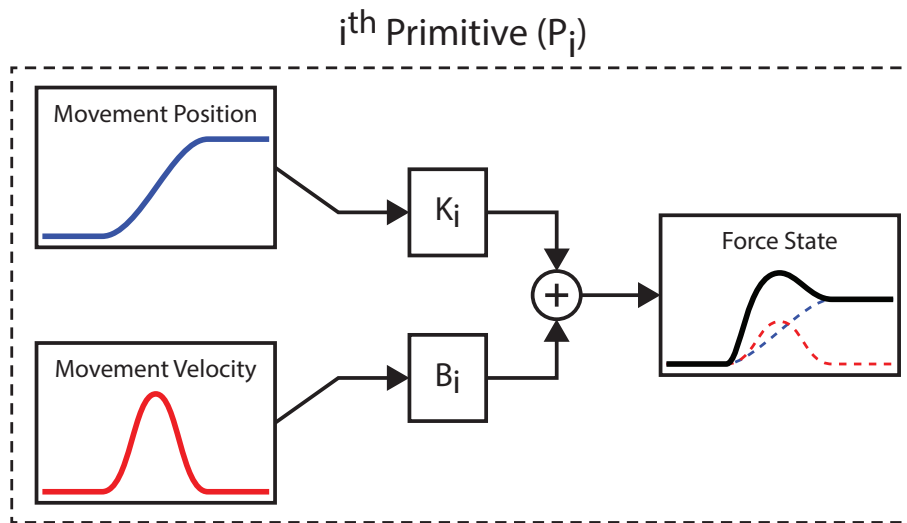 iᵗʰ Primitive (Pᵢ)
Movement Position
Kᵢ
Force State
+
Movement Velocity
Bᵢ